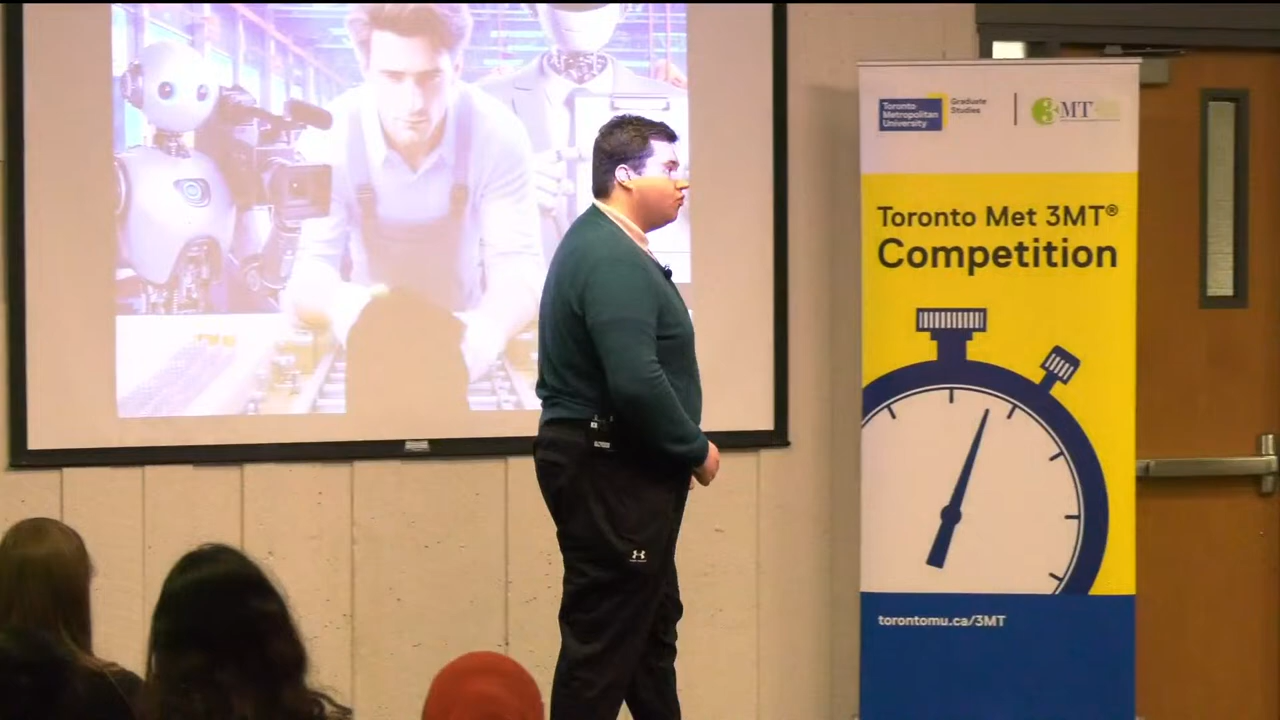 Toronto
Metropolitan
University
Graduate
Studies
3MT
Toronto Met 3MT®
Competition
torontomu.ca/3MT